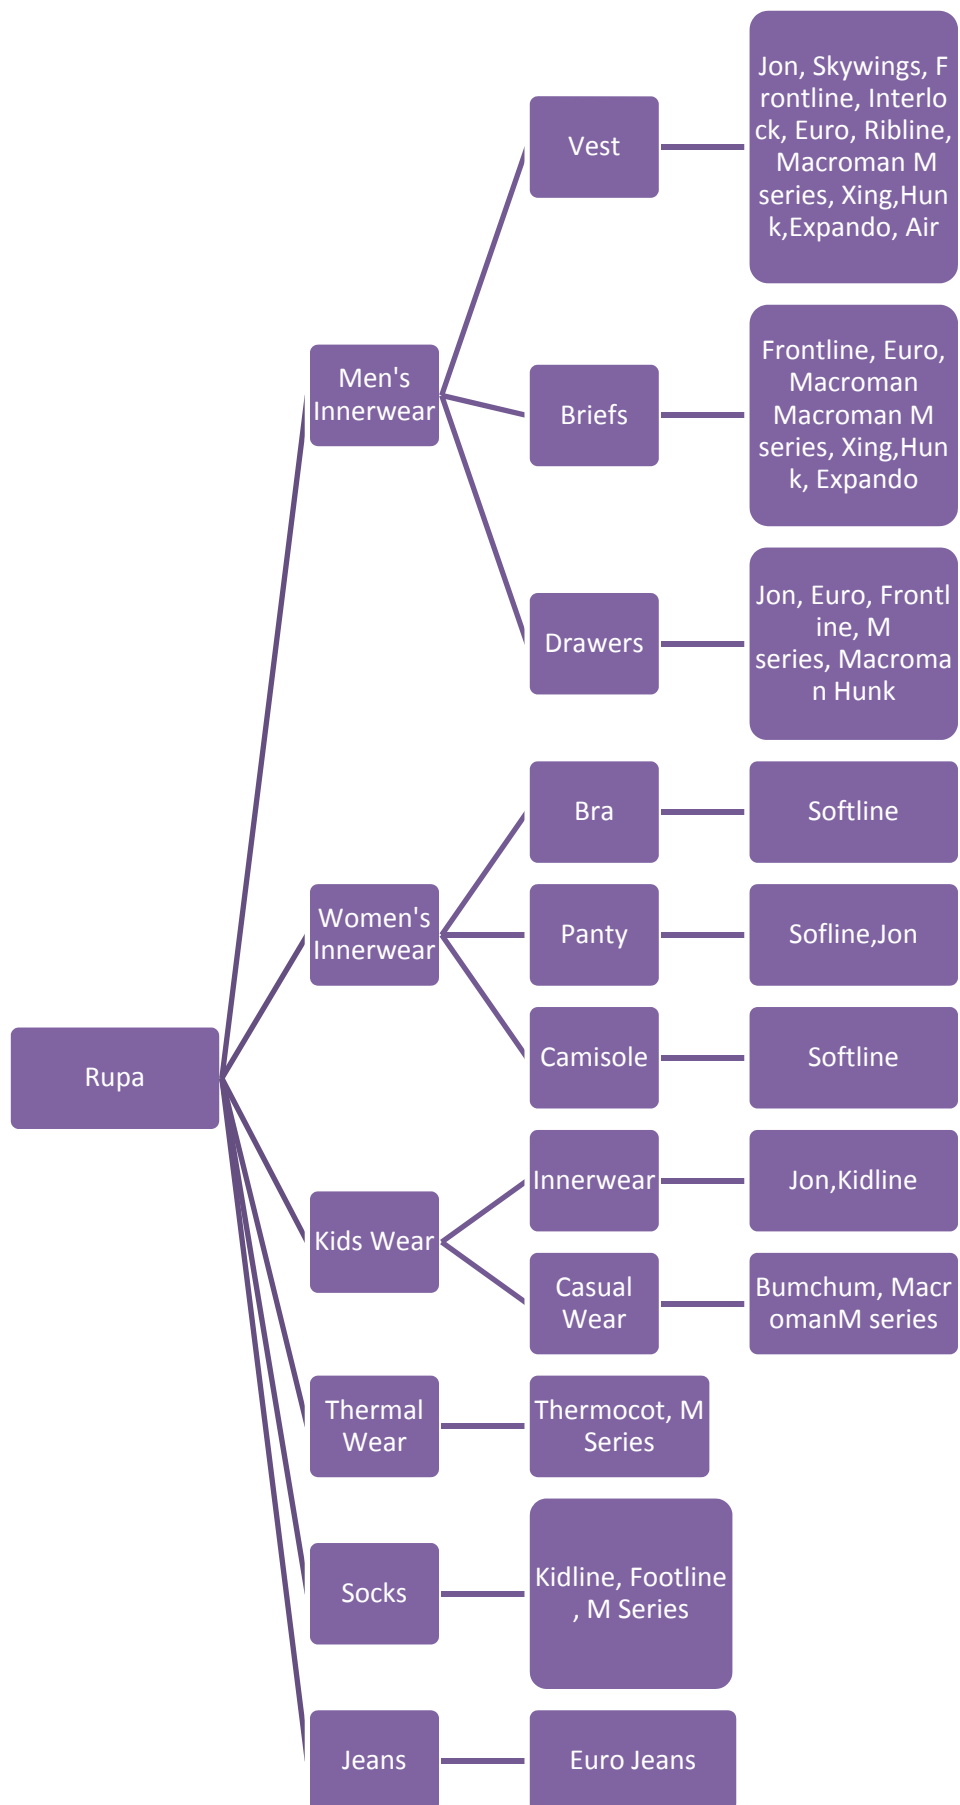 Rupa
Men's
Innerwear
Vest
Jon, Skywings, F
rontline, Interlo
ck, Euro, Ribline,
Macroman M
series, Xing,Hun
k,Expando, Air
Briefs
Frontline, Euro,
Macroman
Macroman M
series, Xing,Hun
k, Expando
Drawers
Jon, Euro, Frontl
ine, M
series, Macroma
n Hunk
Women's
Innerwear
Bra
Softline
Panty
Sofline,Jon
Camisole
Softline
Kids Wear
Innerwear
Jon,Kidline
Casual
Wear
Bumchum, Macr
omanM series
Thermal
Wear
Thermocot, M
Series
Socks
Kidline, Footline
, M Series
Jeans
Euro Jeans